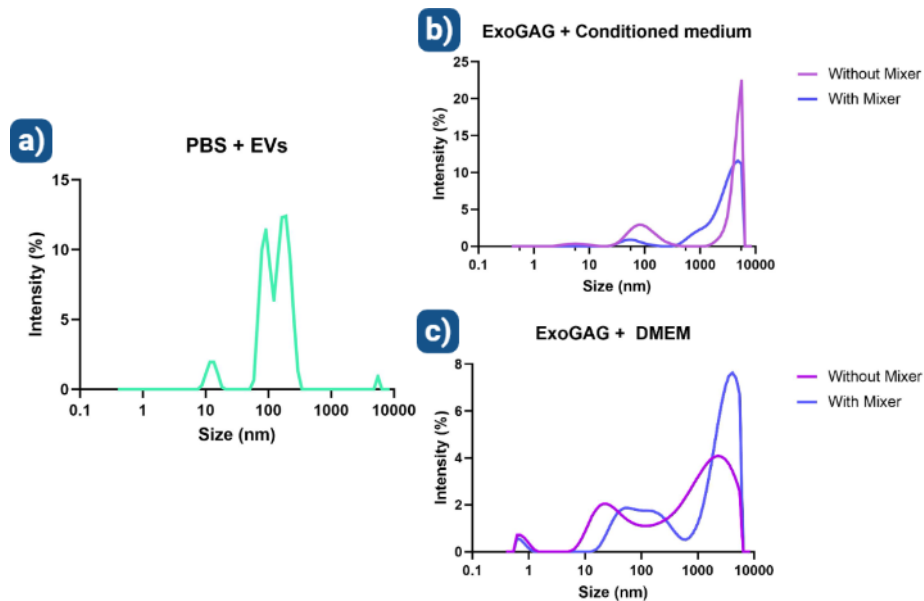 a)
PBS + EVs
15
10
5
0
Intensity (%)
0.1 1 10 100 1000 10000
Size (nm)
b)
ExoGAG + Conditioned medium
25
20
15
10
5
0
Intensity (%)
0.1 1 10 100 1000 10000
Size (nm)
Without Mixer
With Mixer
c)
ExoGAG + DMEM
8
6
4
2
0
Intensity (%)
0.1 1 10 100 1000 10000
Size (nm)
Without Mixer
With Mixer